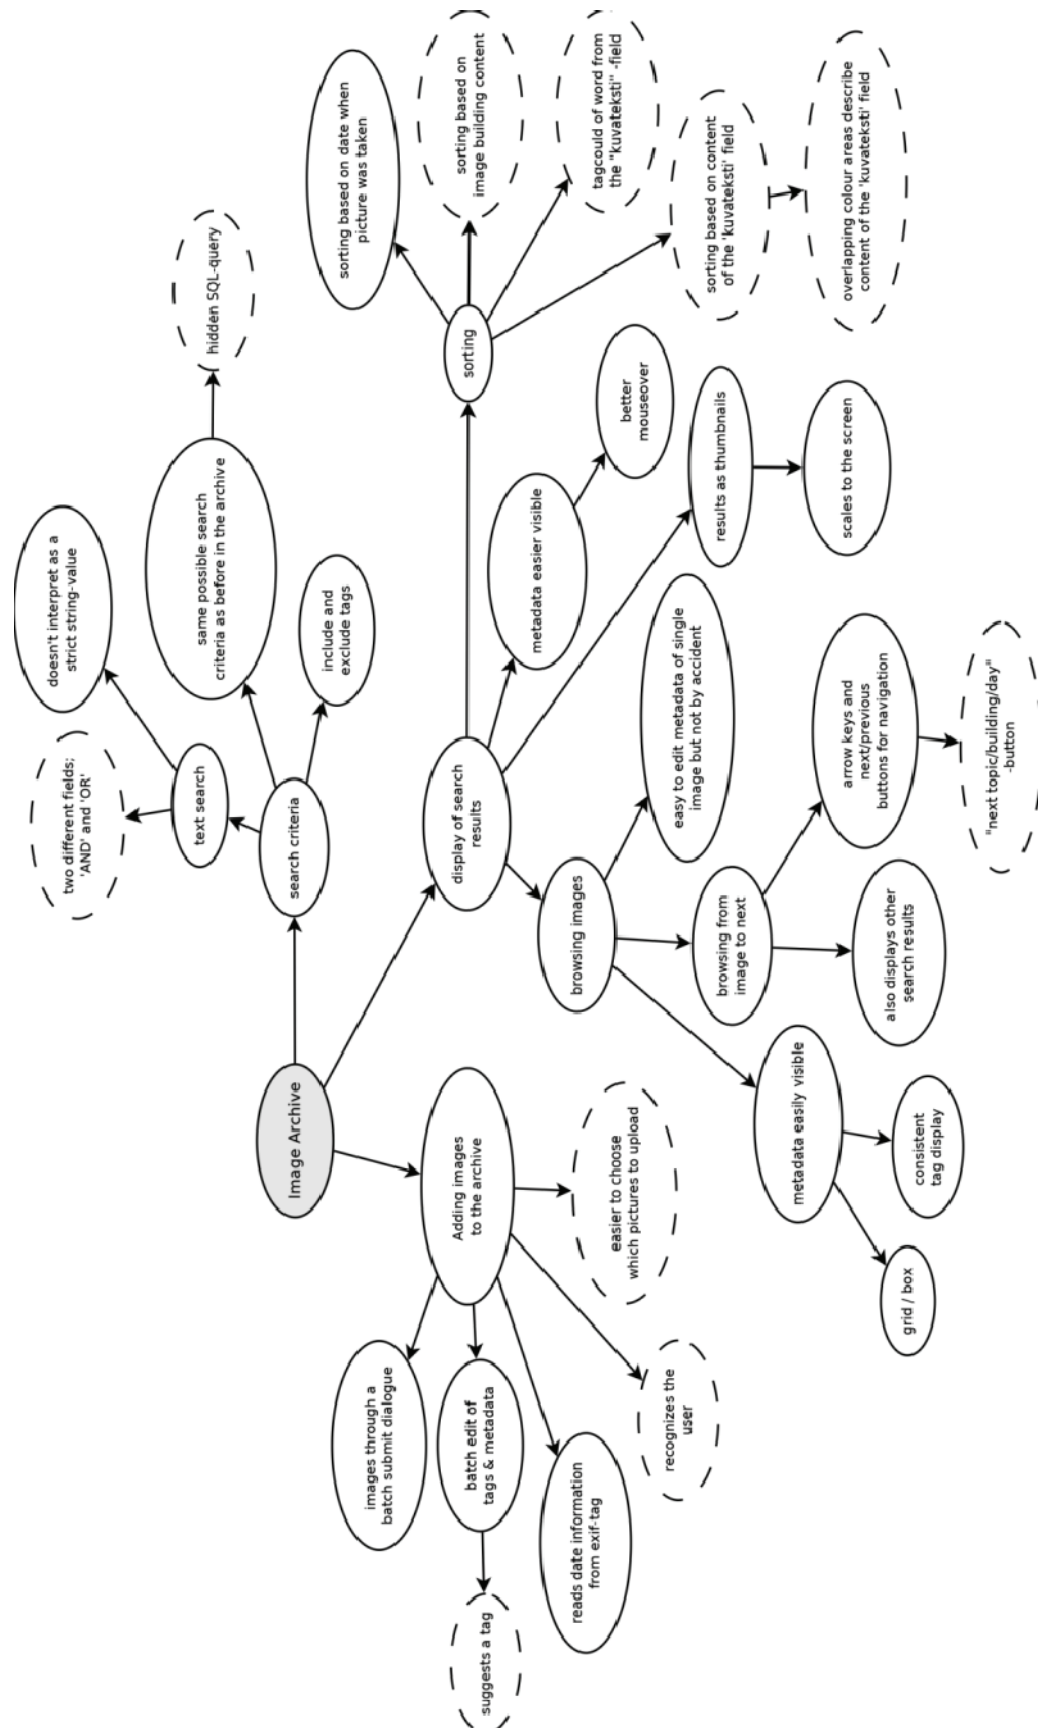 Image Archive
search criteria
text search
two different fields;
'AND' and 'OR'
doesn't interpret as a
strict string-value
same possible search
criteria as before in the archive
hidden SQL-query
include and
exclude tags
display of search
results
sorting
sorting based on date when
picture was taken
sorting based on
image building content
tagcould of word from
the "kuvateksti" -field
sorting based on content
of the 'kuvateksti' field
overlapping colour areas describe
content of the 'kuvateksti' field
metadata easier visible
better
mouseover
results as thumbnails
scales to the screen
browsing images
easy to edit metadata of single
image but not by accident
browsing from
image to next
arrow keys and
next/previous
buttons for navigation
"next topic/building/day"
-button
also displays other
search results
metadata easily visible
consistent
tag display
grid / box
Adding images
to the archive
easier to choose
which pictures to upload
recognizes the
user
reads date information
from exif-tag
batch edit of
tags & metadata
suggests a tag
images through a
batch submit dialogue